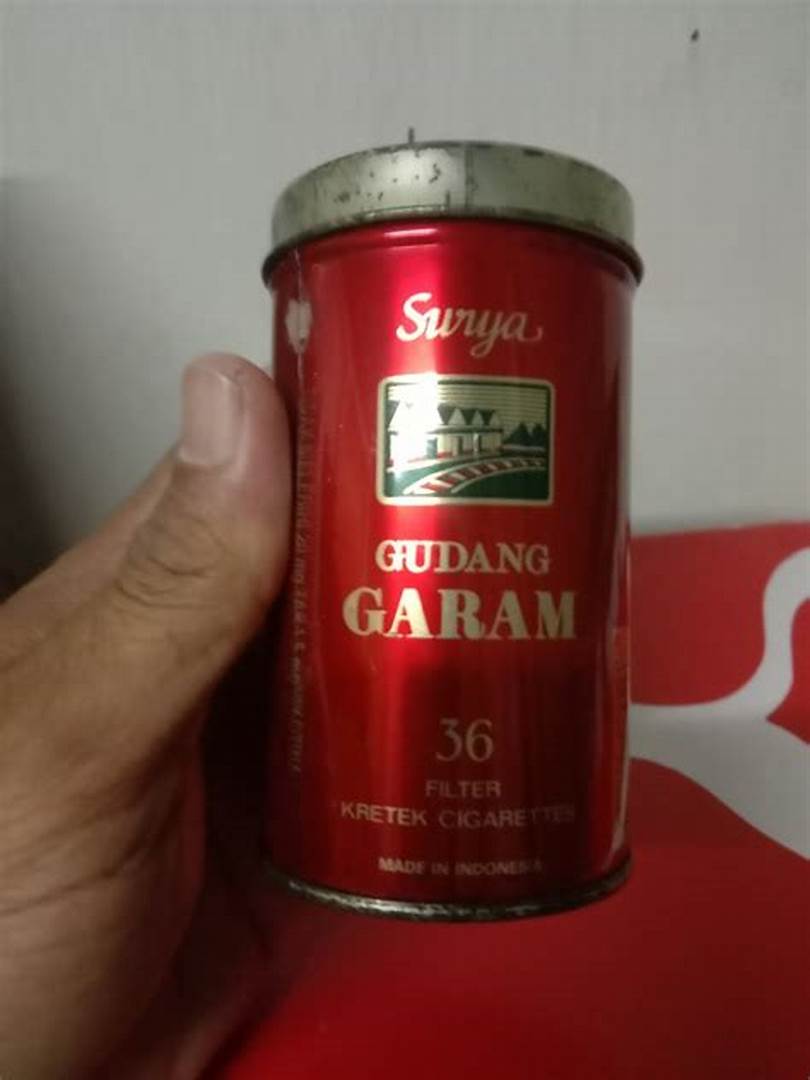 Surya
GUDANG
GARAM
36
FILTER
KRETEK CIGARETTES
MADE IN INDONESIA